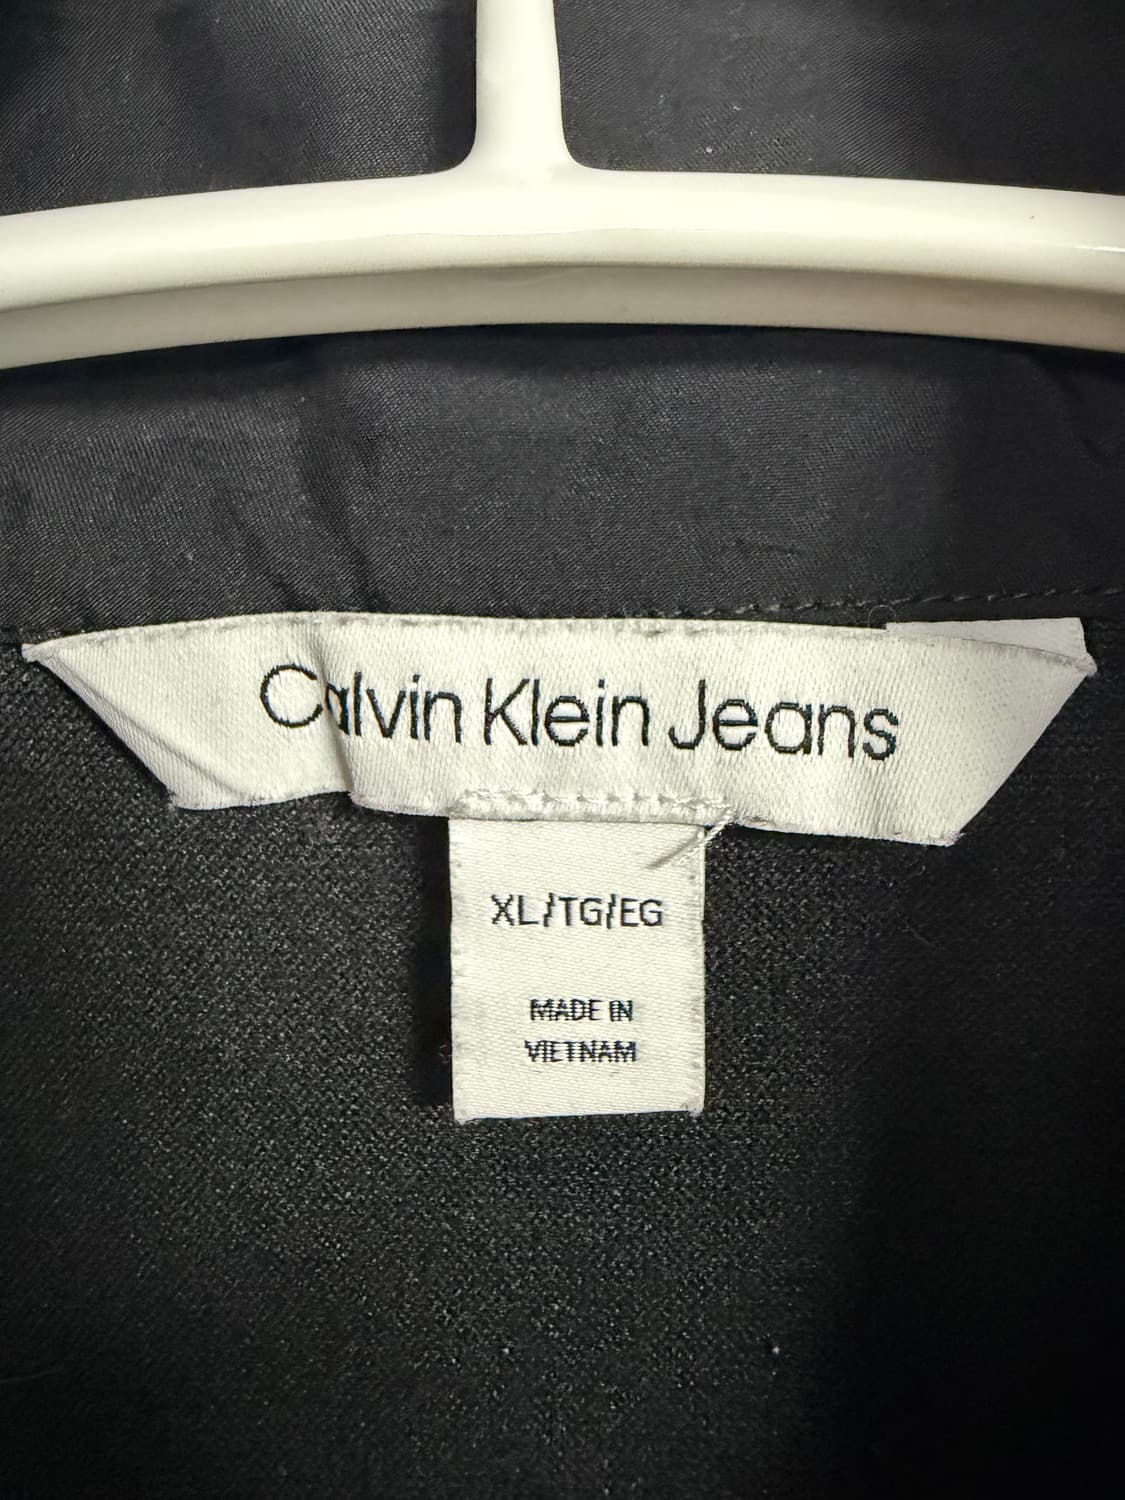 Calvin Klein Jeans
XL/TG/EG
MADE IN
VIETNAM